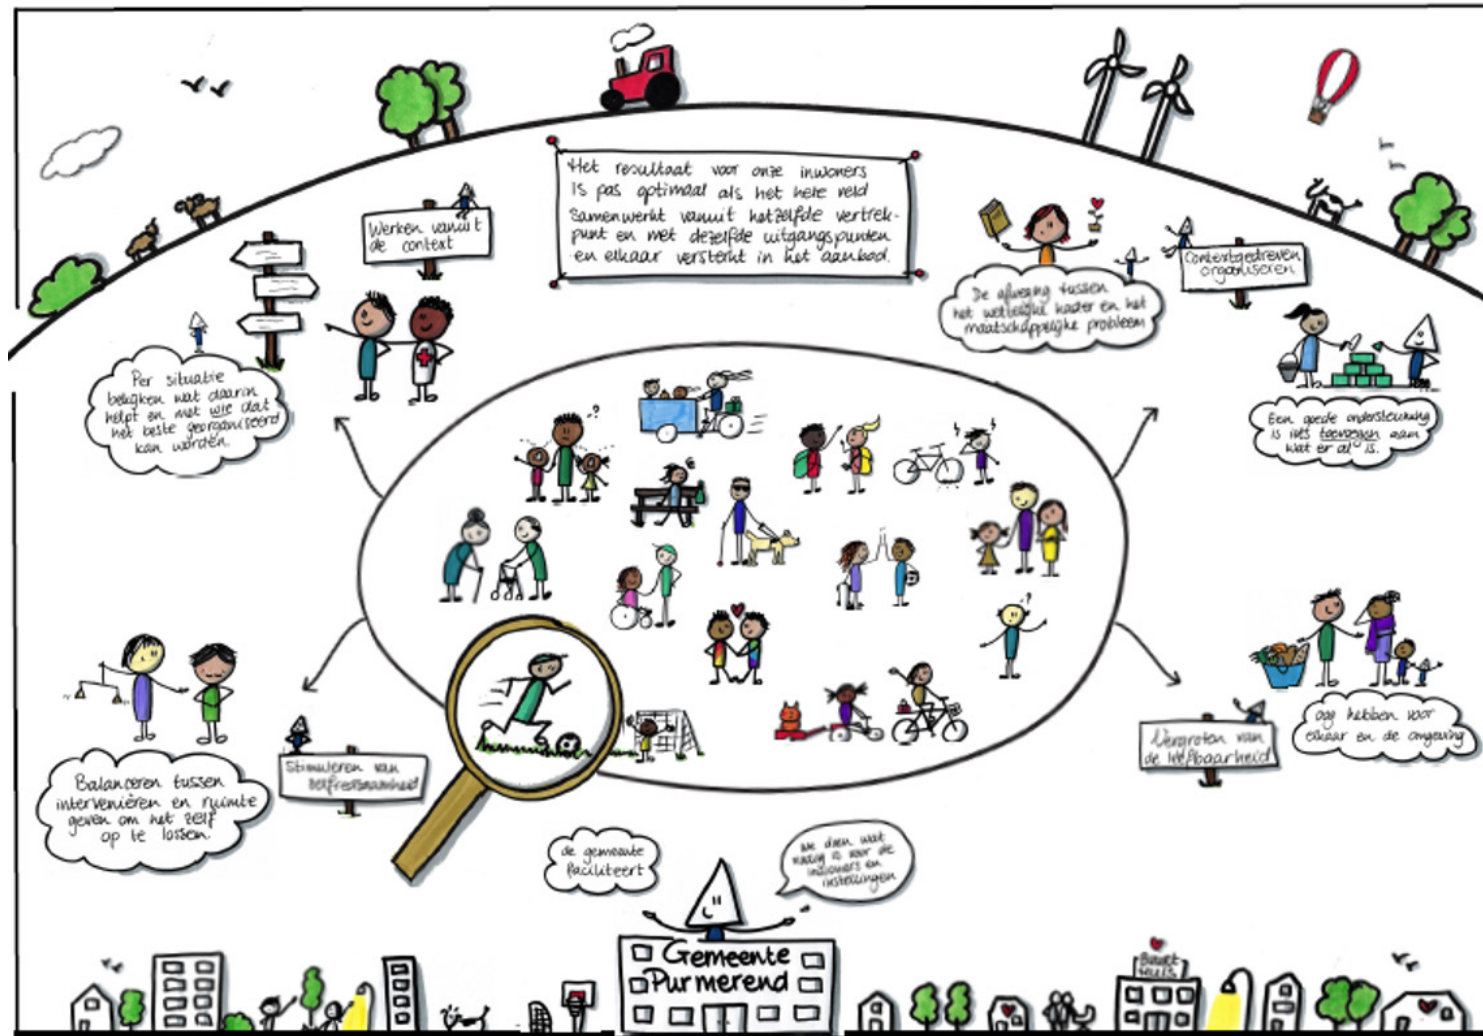 Het resultaat voor onze inwoners
is pas optimaal als het hele veld
samenwerkt vanuit hetzelfde vertrek-
punt en met dezelfde uitgangspunten
en elkaar versterkt in het aanbod.
Werken vanuit
de context
Per situatie
bekijken wat daarin
helpt en met wie dat
het beste georganiseerd
kan worden.
De afweging tussen
het wettelijke kader en het
maatschappelijke probleem
Contextgedreven
organiseren
Een goede ondersteuning
is iets toevoegen aan
wat er al is.
Balanceren tussen
interveniëren en ruimte
geven om het zelf
op te lossen.
Stimuleren van
zelfredzaamheid
Vergroten van
de leefbaarheid
oog hebben voor
elkaar en de omgeving
de gemeente
faciliteert
we doen wat
nodig is voor de
inwoners en
instellingen
Gemeente
Purmerend
Buurt
Huis